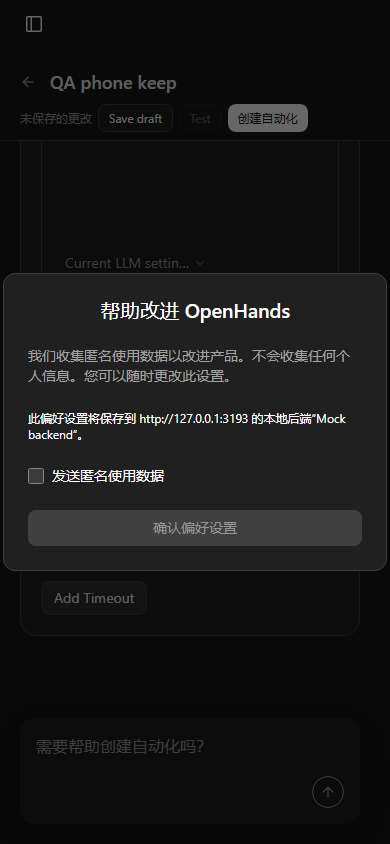 QA phone keep
未保存的更改 Save draft Test 创建自动化
Current LLM settin...
帮助改进 OpenHands
我们收集匿名使用数据以改进产品。不会收集任何个
人信息。您可以随时更改此设置。
此偏好设置将保存到 http://127.0.0.1:3193 的本地后端“Mock
backend”。
发送匿名使用数据
确认偏好设置
Add Timeout
需要帮助创建自动化吗？